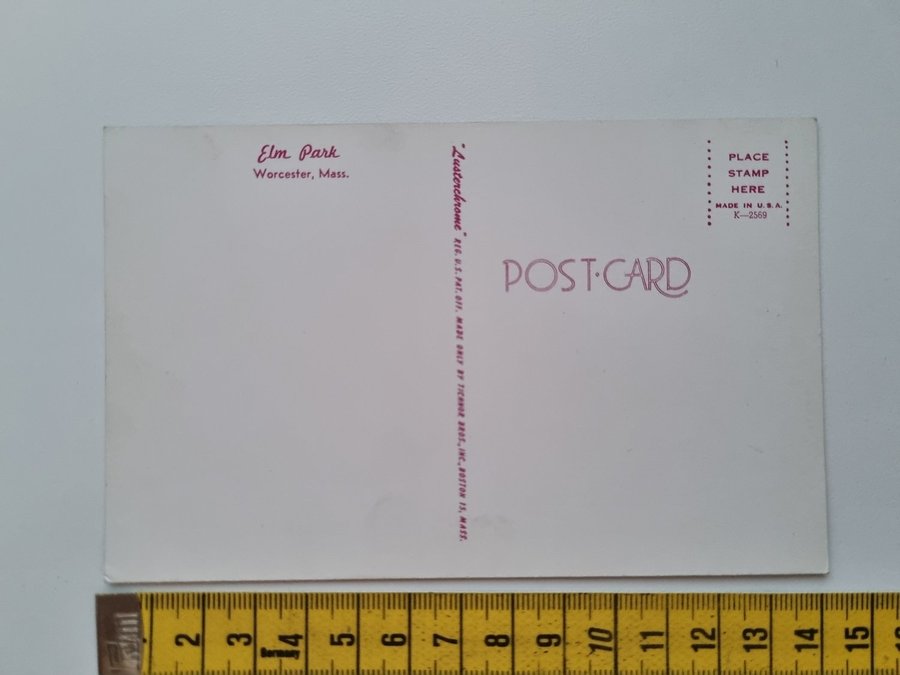 Elm Park
Worcester, Mass.
"Lusterchrome" REG. U.S. PAT. OFF. MADE ONLY BY TICHNOR BROS., INC., BOSTON 15, MASS.
PLACE
STAMP
HERE
MADE IN U.S.A.
K—2569
POST·CARD
2 3 4 5 6 7 8 9 10 11 12 13 14 15
Germany